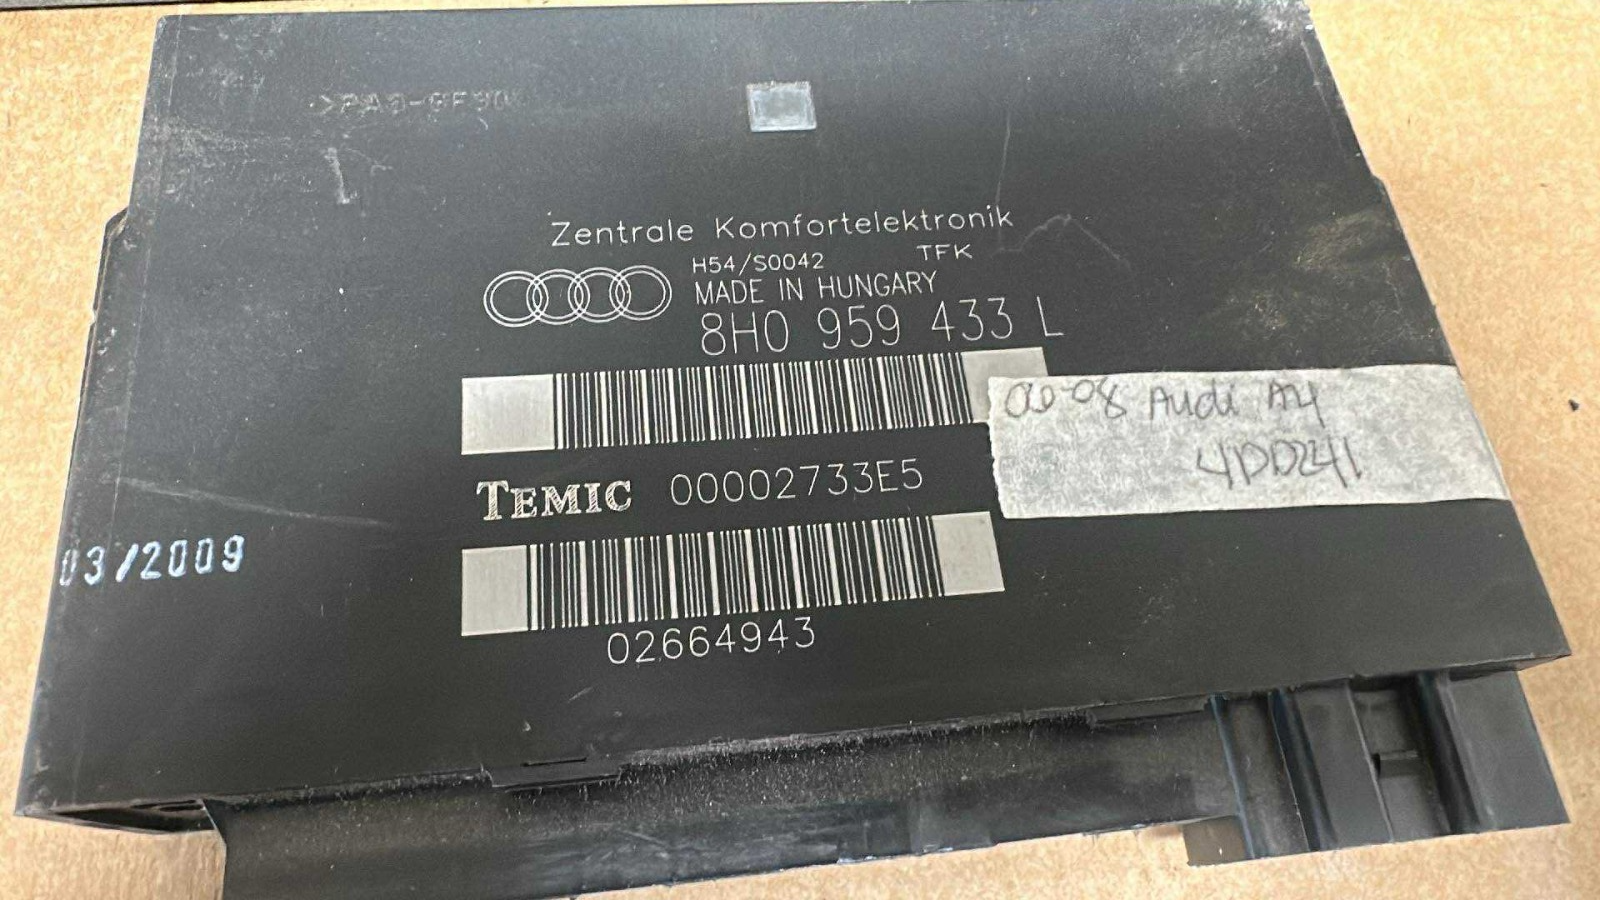 Zentrale Komfortelektronik
H54/S0042 TFK
MADE IN HUNGARY
8H0 959 433 L
06-08 Audi A4
4DD241
TEMIC 00002733E5
03/2009
02664943